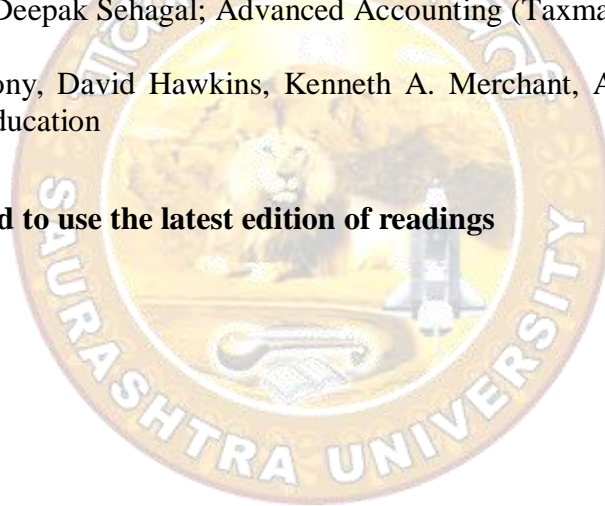 Deepak Sehagal; Advanced Accounting (Taxma
ony, David Hawkins, Kenneth A. Merchant, A
ducation
d to use the latest edition of readings
SAURASHTRA UNIVERSITY